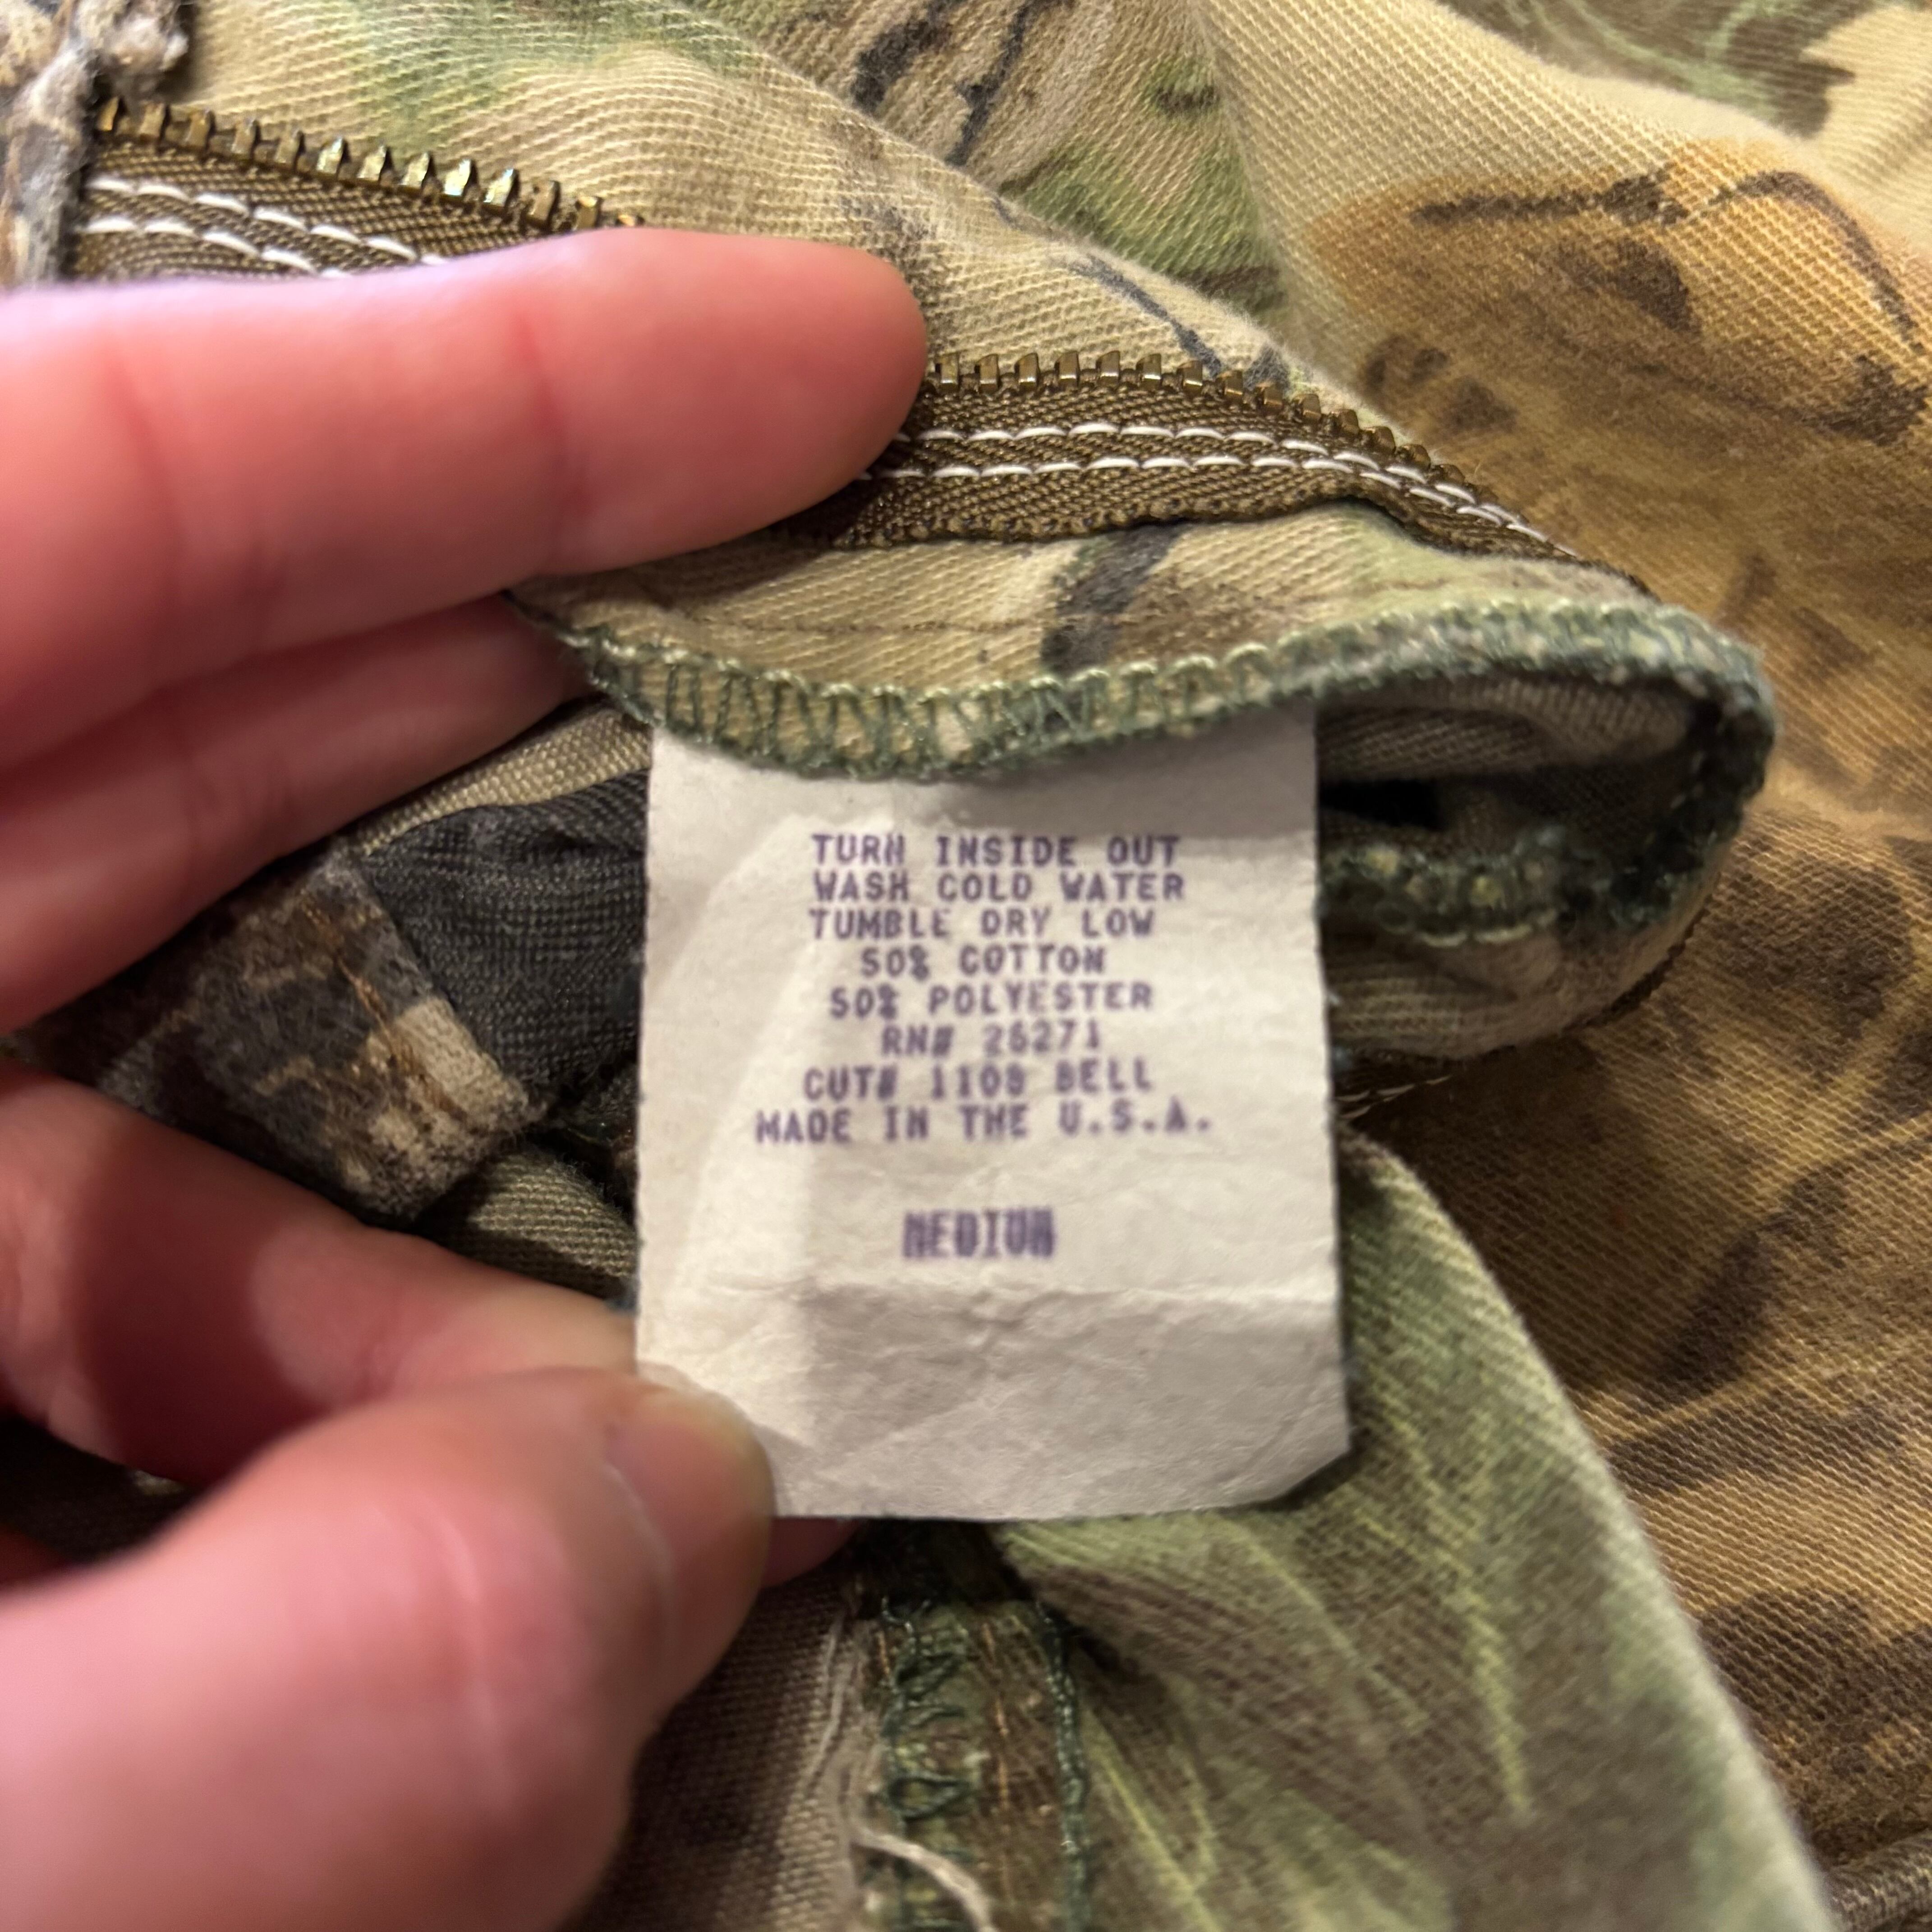 TURN INSIDE OUT
WASH COLD WATER
TUMBLE DRY LOW
50% COTTON
50% POLYESTER
RN# 26271
CUT# 1108 BELL
MADE IN THE U.S.A.
MEDIUM